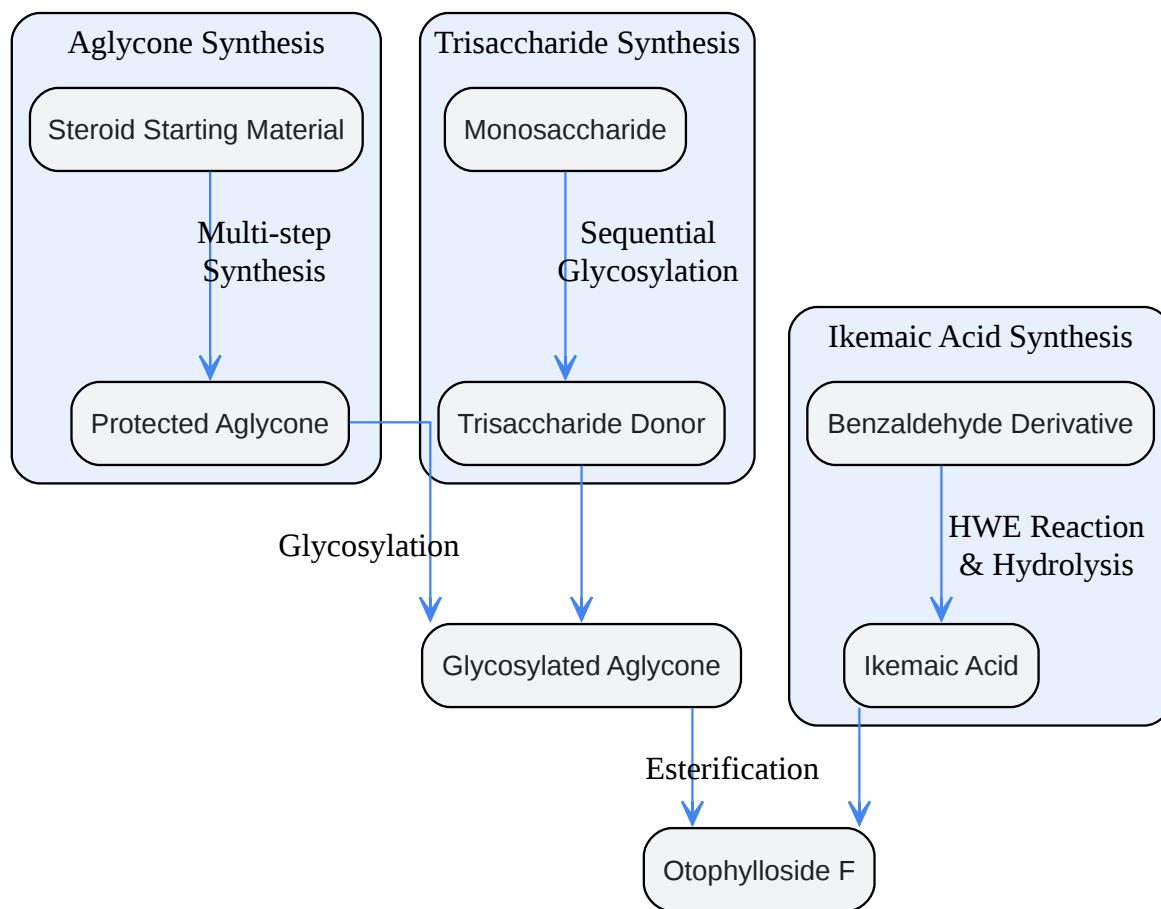 Aglycone Synthesis
Steroid Starting Material
Multi-step
Synthesis
Protected Aglycone
Trisaccharide Synthesis
Monosaccharide
Sequential
Glycosylation
Trisaccharide Donor
Ikemaic Acid Synthesis
Benzaldehyde Derivative
HWE Reaction
& Hydrolysis
Ikemaic Acid
Glycosylation
Glycosylated Aglycone
Esterification
Otophylloside F